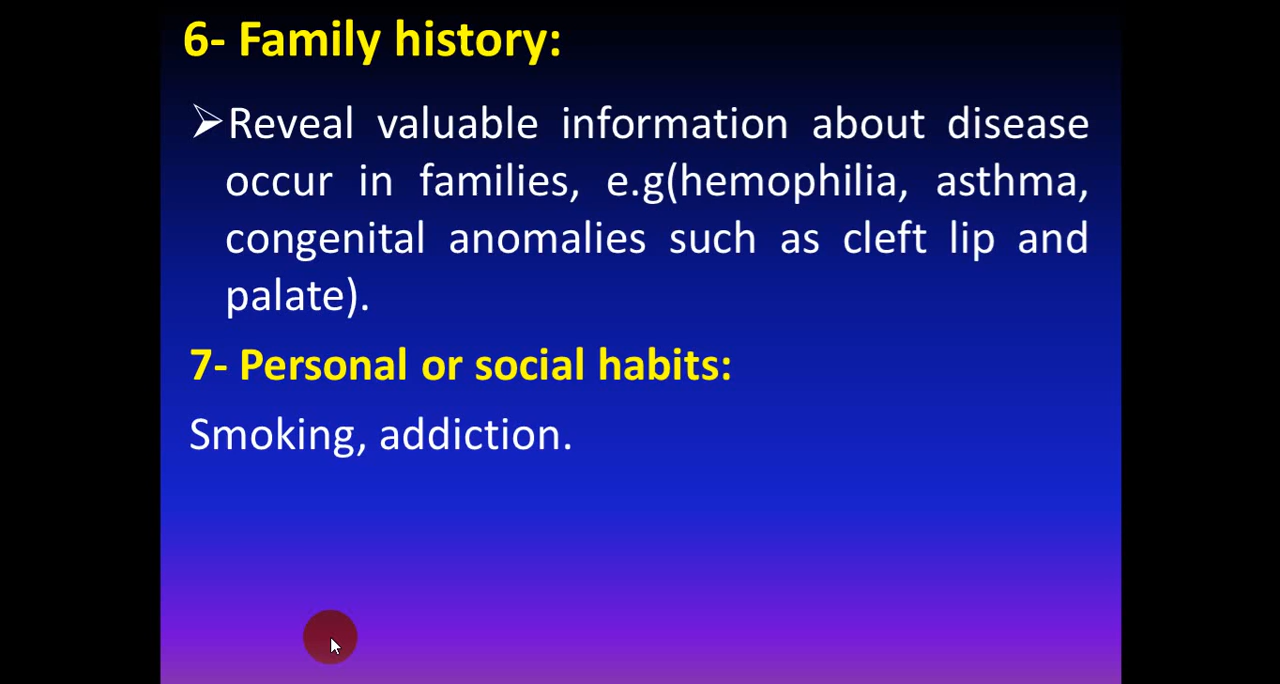 6- Family history:
➢Reveal valuable information about disease
occur in families, e.g(hemophilia, asthma,
congenital anomalies such as cleft lip and
palate).
7- Personal or social habits:
Smoking, addiction.